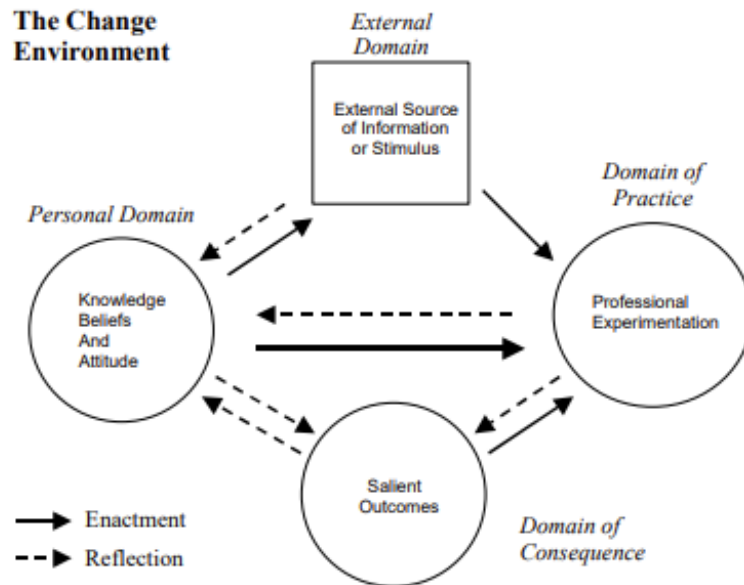 The Change
Environment
External
Domain
External Source
of Information
or Stimulus
Domain of
Practice
Personal Domain
Knowledge
Beliefs
And
Attitude
Professional
Experimentation
Salient
Outcomes
Domain of
Consequence
Enactment
Reflection